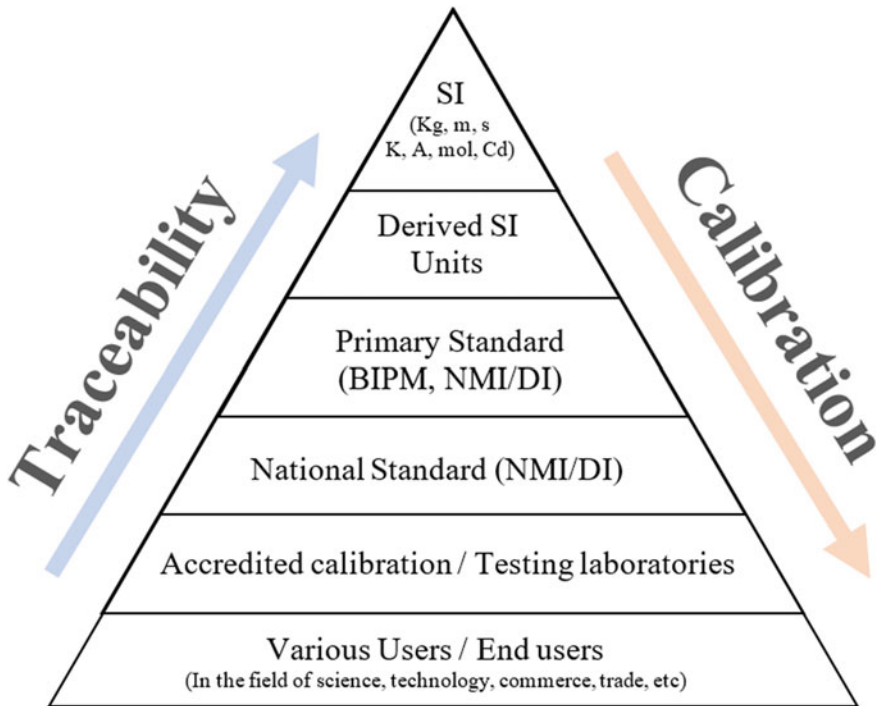 SI
(Kg, m, s
K, A, mol, Cd)
Traceability
Calibration
Derived SI
Units
Primary Standard
(BIPM, NMI/DI)
National Standard (NMI/DI)
Accredited calibration / Testing laboratories
Various Users / End users
(In the field of science, technology, commerce, trade, etc)